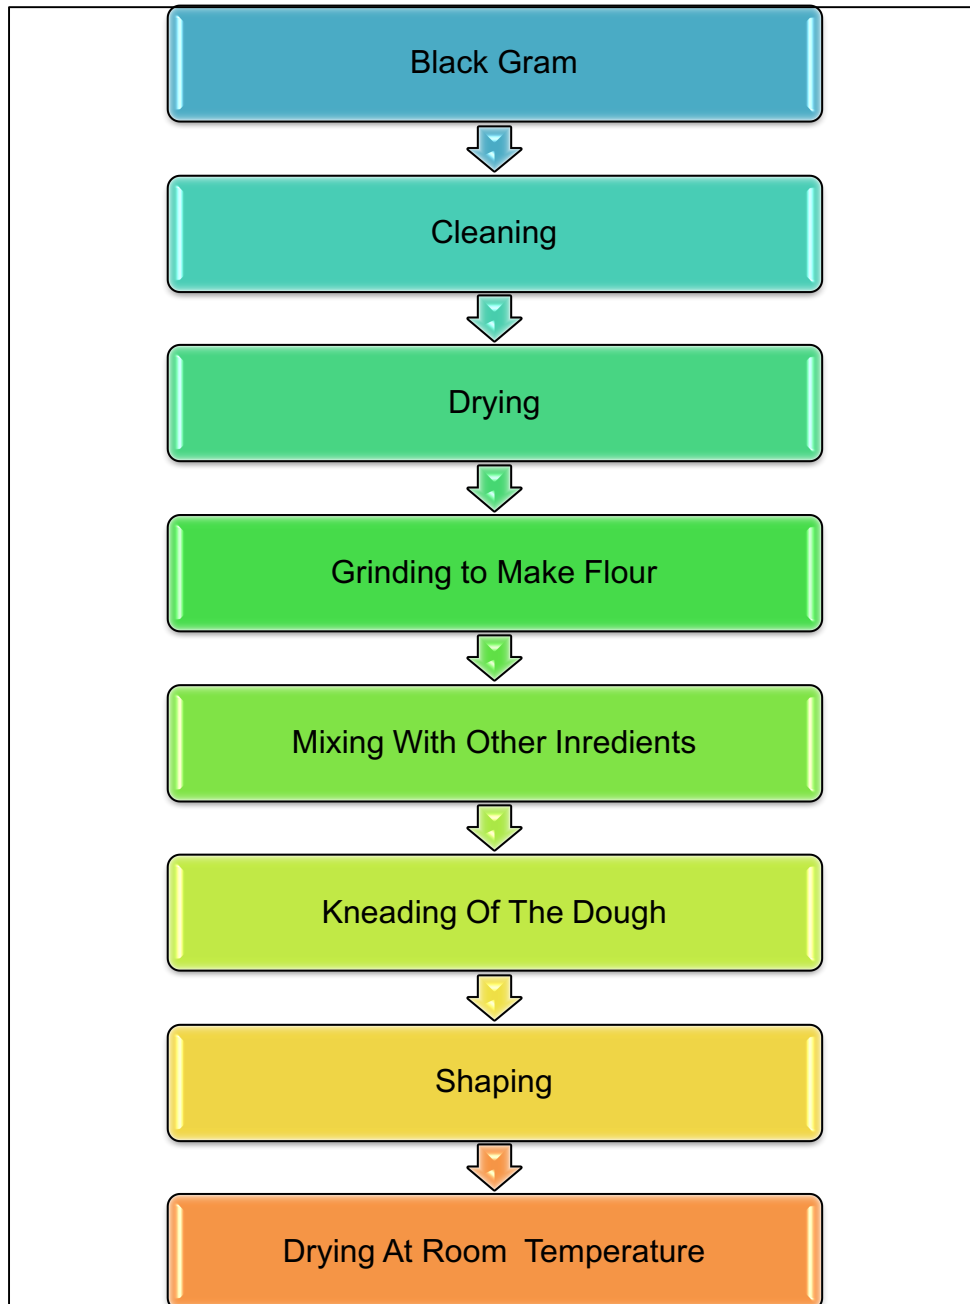 Black Gram
Cleaning
Drying
Grinding to Make Flour
Mixing With Other Inredients
Kneading Of The Dough
Shaping
Drying At Room  Temperature